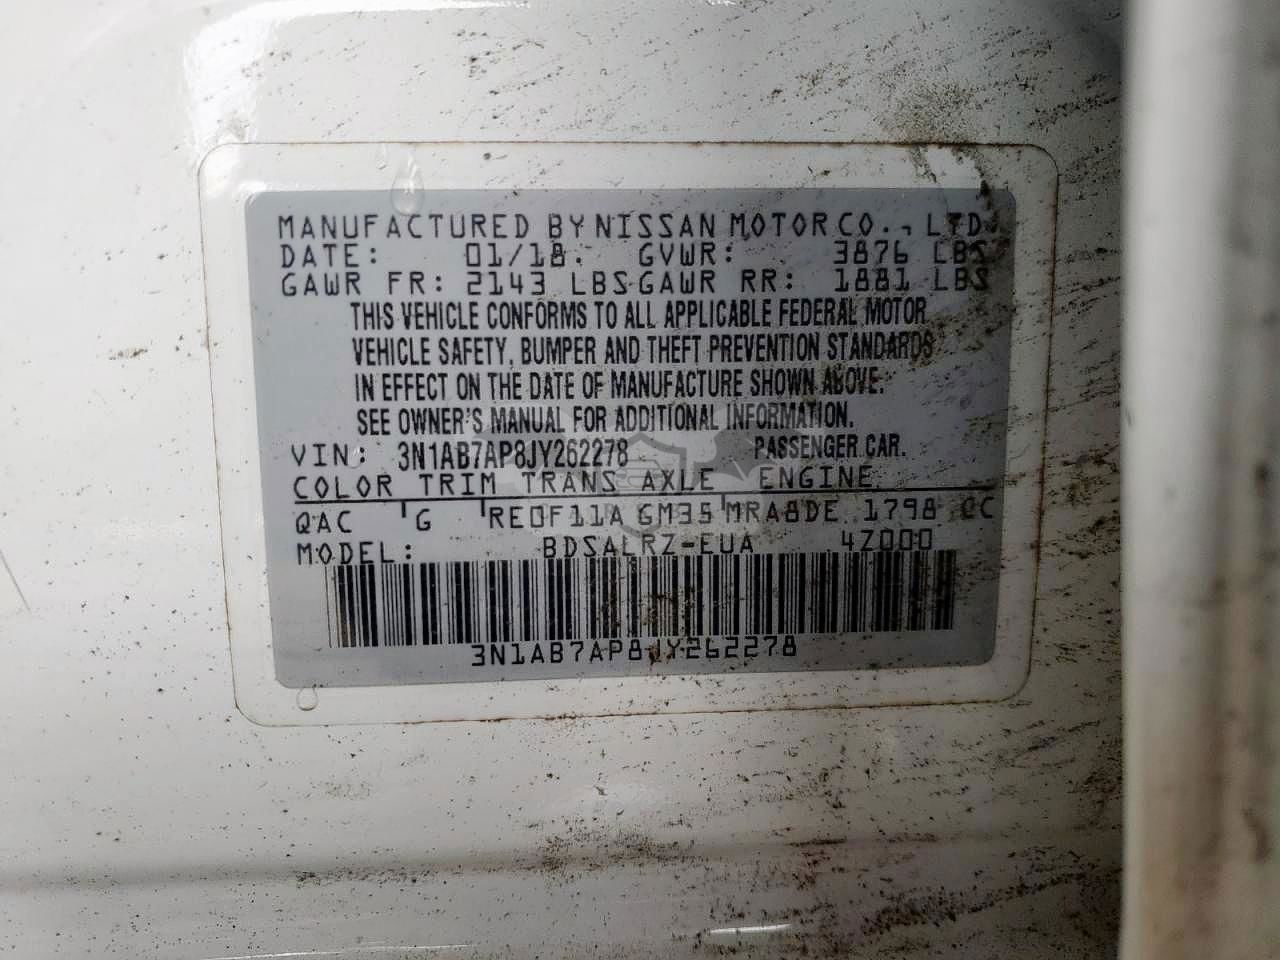 MANUFACTURED BY NISSAN MOTOR CO., LTD.
DATE: 01/18. GVWR: 3876 LBS
GAWR FR: 2143 LBS GAWR RR: 1881 LBS
THIS VEHICLE CONFORMS TO ALL APPLICABLE FEDERAL MOTOR
VEHICLE SAFETY, BUMPER AND THEFT PREVENTION STANDARDS
IN EFFECT ON THE DATE OF MANUFACTURE SHOWN ABOVE.
SEE OWNER'S MANUAL FOR ADDITIONAL INFORMATION.
VIN: 3N1AB7AP8JY262278 PASSENGER CAR.
COLOR TRIM TRANS AXLE ENGINE
QAC G RE0F11A GM35 MRA8DE 1798 CC
MODEL: BDSALRZ-EUA 4Z000
3N1AB7AP8JY262278